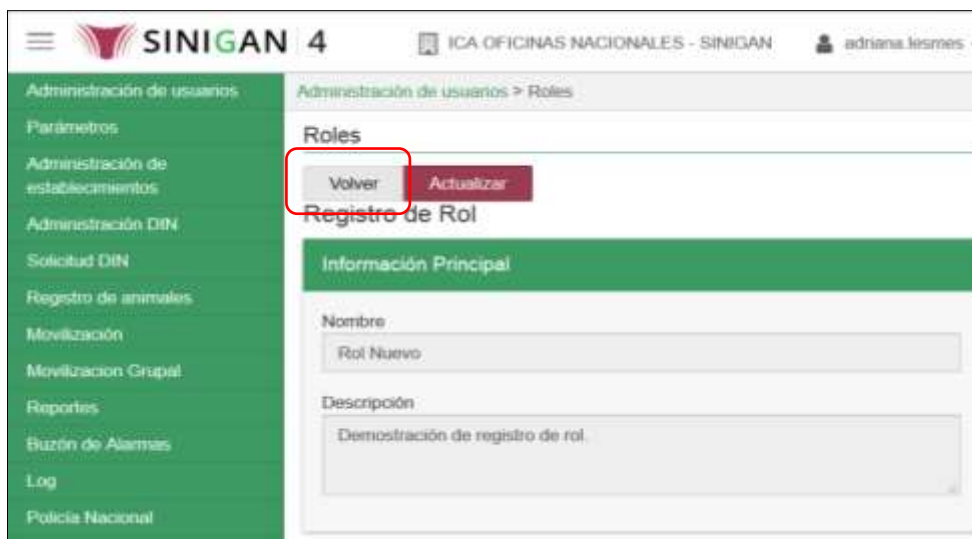 SINIGAN 4
ICA OFICINAS NACIONALES - SINIGAN
adriana.lesmes
Administración de usuarios
Parámetros
Administración de
establecimientos
Administración DIN
Solicitud DIN
Registro de animales
Movilización
Movilizacion Grupal
Reportes
Buzón de Alarmas
Log
Policía Nacional
Administración de usuarios > Roles
Roles
Volver
Actualizar
Registro de Rol
Información Principal
Nombre
Rol Nuevo
Descripción
Demostración de registro de rol.